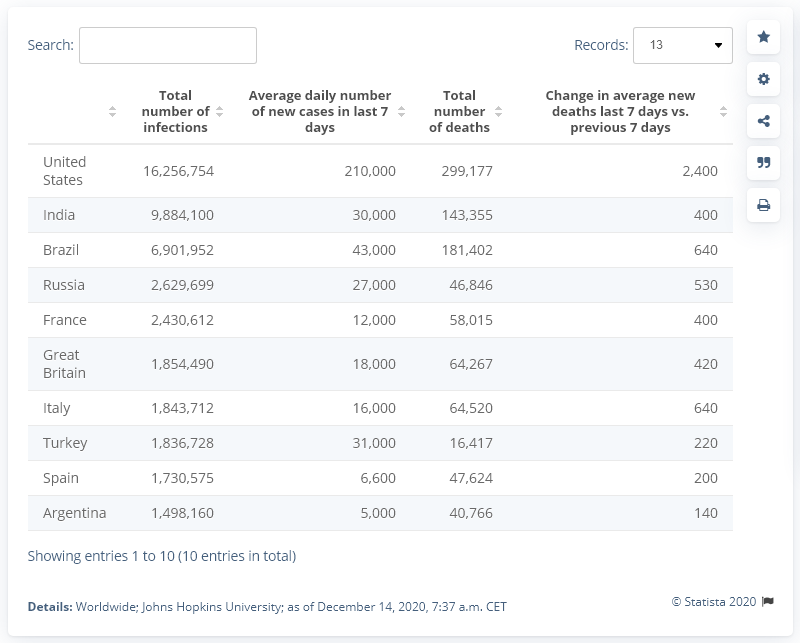 Search:
Records: 13
Total number of infections
Average daily number of new cases in last 7 days
Total number of deaths
Change in average new deaths last 7 days vs. previous 7 days
United States 16,256,754 210,000 299,177 2,400
India 9,884,100 30,000 143,355 400
Brazil 6,901,952 43,000 181,402 640
Russia 2,629,699 27,000 46,846 530
France 2,430,612 12,000 58,015 400
Great Britain 1,854,490 18,000 64,267 420
Italy 1,843,712 16,000 64,520 640
Turkey 1,836,728 31,000 16,417 220
Spain 1,730,575 6,600 47,624 200
Argentina 1,498,160 5,000 40,766 140
Showing entries 1 to 10 (10 entries in total)
Details: Worldwide; Johns Hopkins University; as of December 14, 2020, 7:37 a.m. CET
© Statista 2020